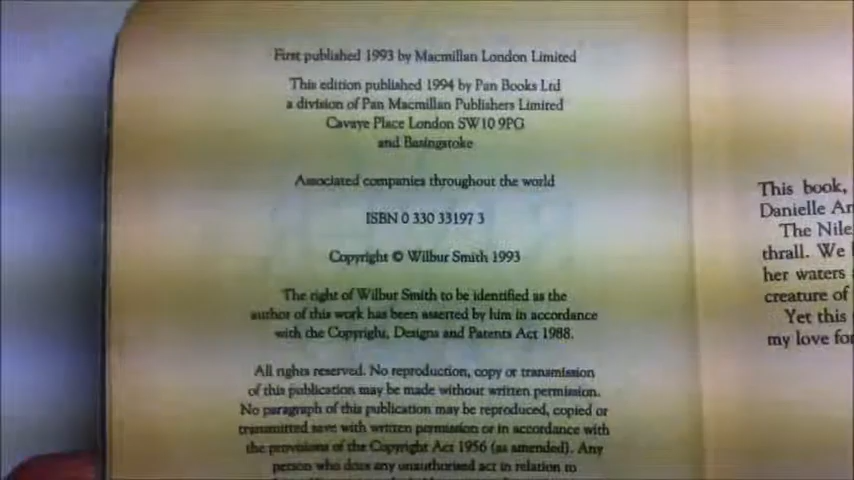 First published 1993 by Macmillan London Limited
This edition published 1994 by Pan Books Ltd
a division of Pan Macmillan Publishers Limited
Cavaye Place London SW10 9PG
and Basingstoke
Associated companies throughout the world
ISBN 0 330 33197 3
Copyright © Wilbur Smith 1993
The right of Wilbur Smith to be identified as the
author of this work has been asserted by him in accordance
with the Copyright, Designs and Patents Act 1988.
All rights reserved. No reproduction, copy or transmission
of this publication may be made without written permission.
No paragraph of this publication may be reproduced, copied or
transmitted save with written permission or in accordance with
the provisions of the Copyright Act 1956 (as amended). Any
person who does any unauthorised act in relation to
This book,
Danielle
The Nile
thrall. We
her waters
creature of
Yet this
my love for